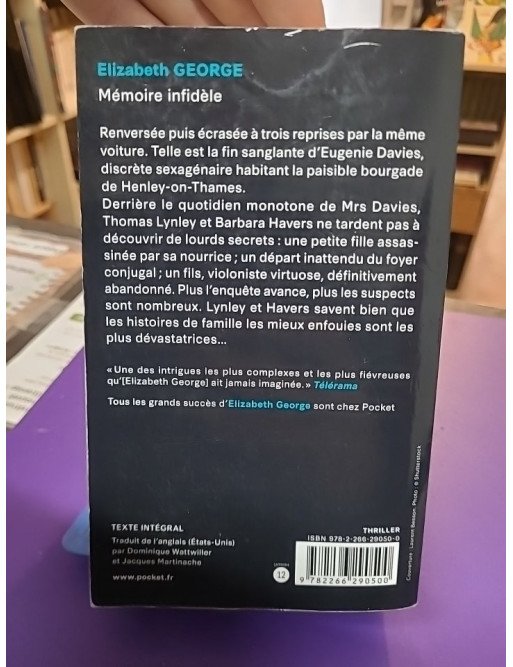 Elizabeth GEORGE
Mémoire infidèle
Renversée puis écrasée à trois reprises par la même
voiture. Telle est la fin sanglante d'Eugenie Davies,
discrète sexagénaire habitant la paisible bourgade
de Henley-on-Thames.
Derrière le quotidien monotone de Mrs Davies,
Thomas Lynley et Barbara Havers ne tardent pas à
découvrir de lourds secrets : une petite fille assas-
sinée par sa nourrice ; un départ inattendu du foyer
conjugal ; un fils, violoniste virtuose, définitivement
abandonné. Plus l'enquête avance, plus les suspects
sont nombreux. Lynley et Havers savent bien que
les histoires de famille les mieux enfouies sont les
plus dévastatrices...
« Une des intrigues les plus complexes et les plus fiévreuses
qu'[Elizabeth George] ait jamais imaginée. » Télérama
Tous les grands succès d'Elizabeth George sont chez Pocket
TEXTE INTÉGRAL
Traduit de l'anglais (États-Unis)
par Dominique Wattwiller
et Jacques Martinache
www.pocket.fr
12
THRILLER
ISBN 978-2-266-29050-0
9 782266 290500
Couverture : Laurent Besson. Photo : © Shutterstock